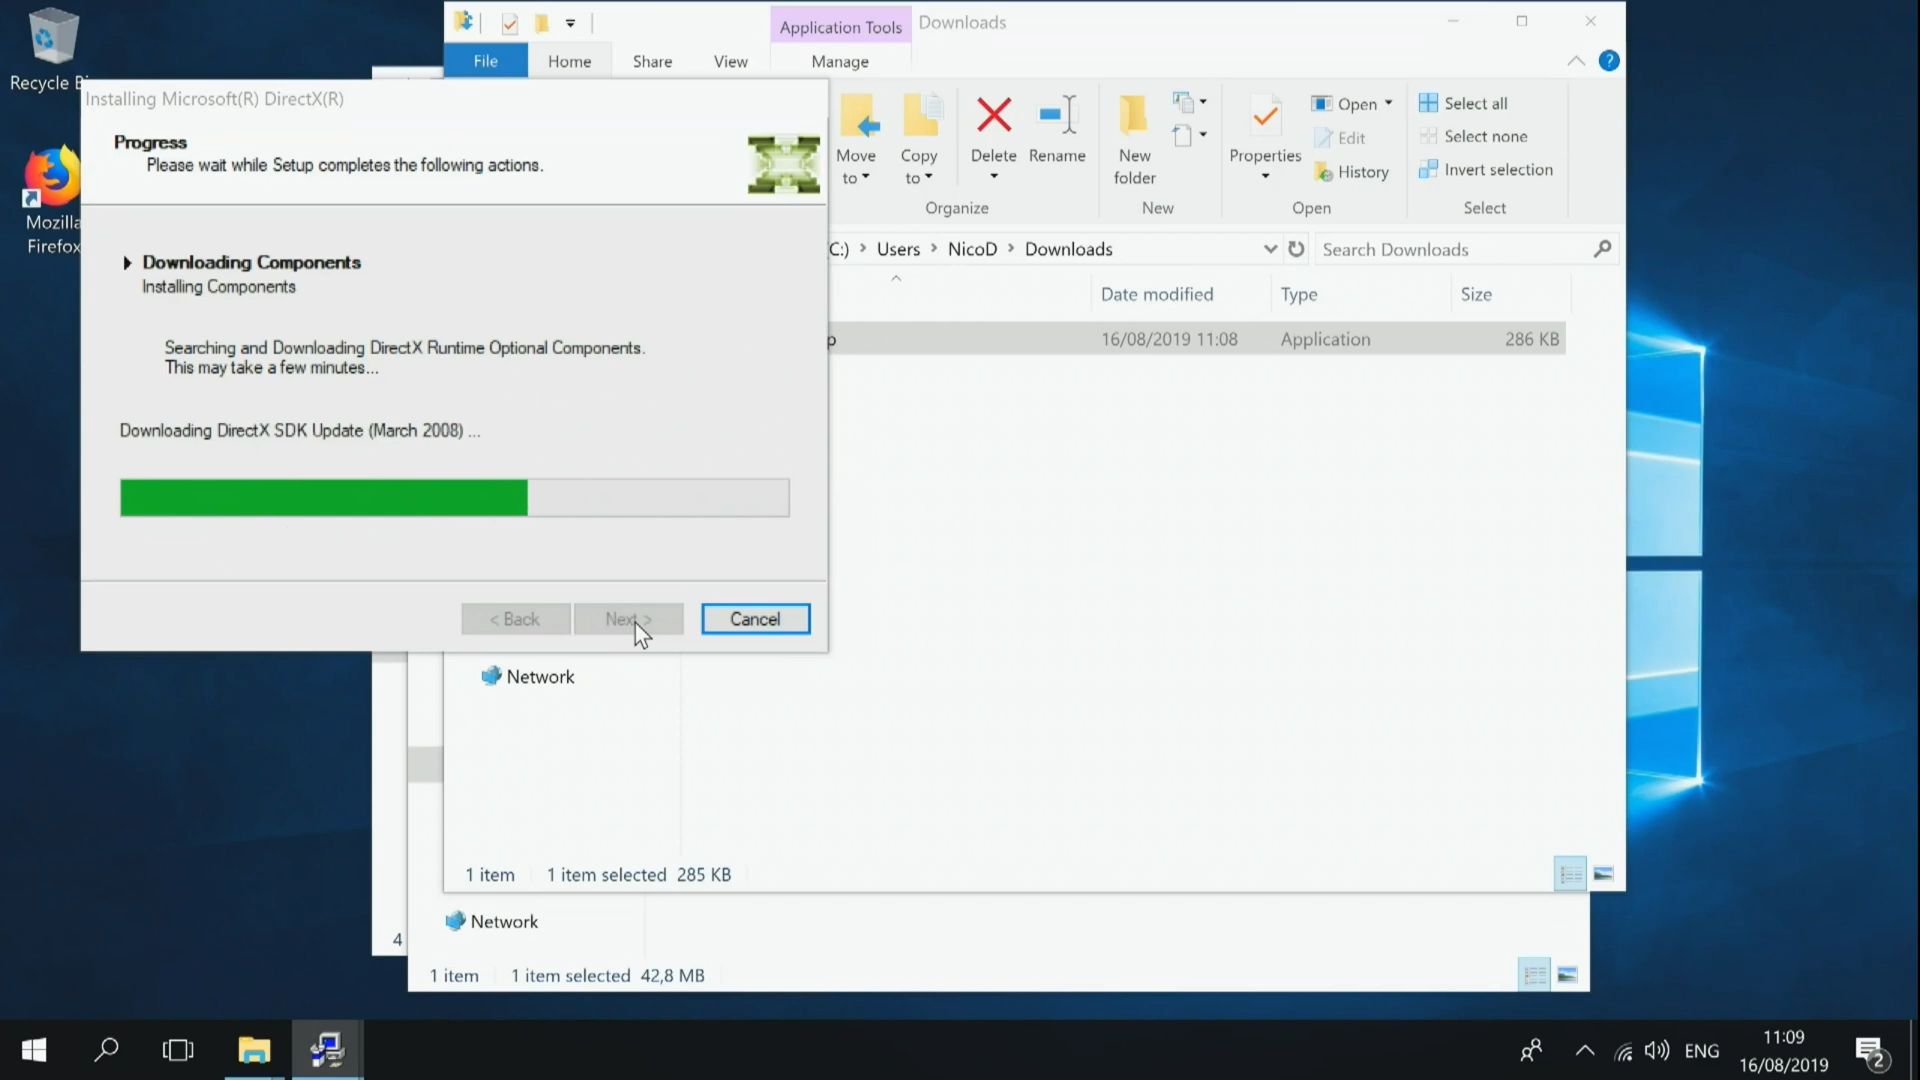 Recycle Bi
Mozilla
Firefox
Application Tools
Downloads
File
Home
Share
View
Manage
Move
to
Copy
to
Delete
Rename
New
folder
Properties
Open
Edit
History
Select all
Select none
Invert selection
Organize
New
Open
Select
C:)
Users
NicoD
Downloads
Search Downloads
Date modified
Type
Size
p
16/08/2019 11:08
Application
286 KB
Installing Microsoft(R) DirectX(R)
Progress
Please wait while Setup completes the following actions.
Downloading Components
Installing Components
Searching and Downloading DirectX Runtime Optional Components.
This may take a few minutes...
Downloading DirectX SDK Update (March 2008) ...
< Back
Next >
Cancel
Network
1 item
1 item selected 285 KB
Network
4
1 item
1 item selected 42,8 MB
ENG
11:09
16/08/2019
2